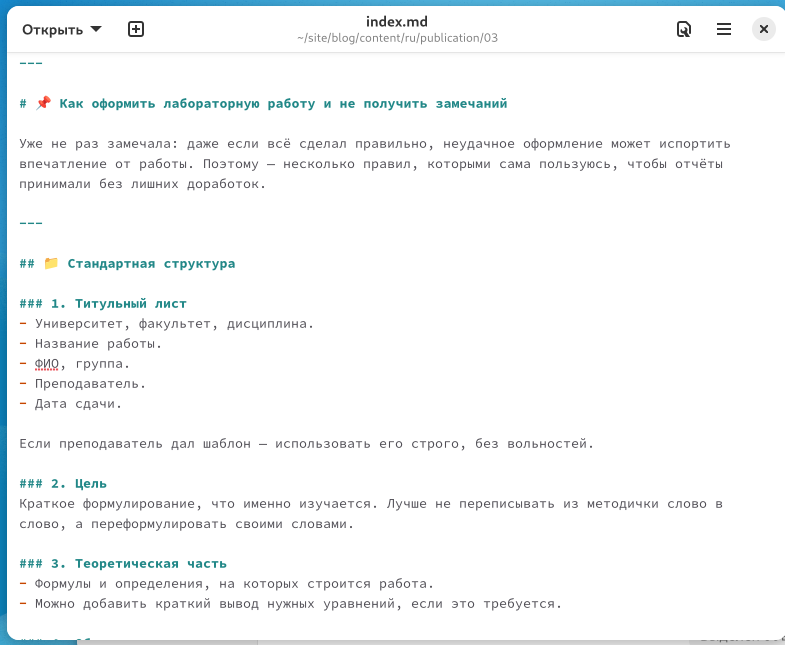 Открыть
index.md
~/site/blog/content/ru/publication/03
---
# 📌 Как оформить лабораторную работу и не получить замечаний
Уже не раз замечала: даже если всё сделал правильно, неудачное оформление может испортить
впечатление от работы. Поэтому — несколько правил, которыми сама пользуюсь, чтобы отчёты
принимали без лишних доработок.
---
## 📁 Стандартная структура
### 1. Титульный лист
- Университет, факультет, дисциплина.
- Название работы.
- ФИО, группа.
- Преподаватель.
- Дата сдачи.
Если преподаватель дал шаблон — использовать его строго, без вольностей.
### 2. Цель
Краткое формулирование, что именно изучается. Лучше не переписывать из методички слово в
слово, а переформулировать своими словами.
### 3. Теоретическая часть
- Формулы и определения, на которых строится работа.
- Можно добавить краткий вывод нужных уравнений, если это требуется.